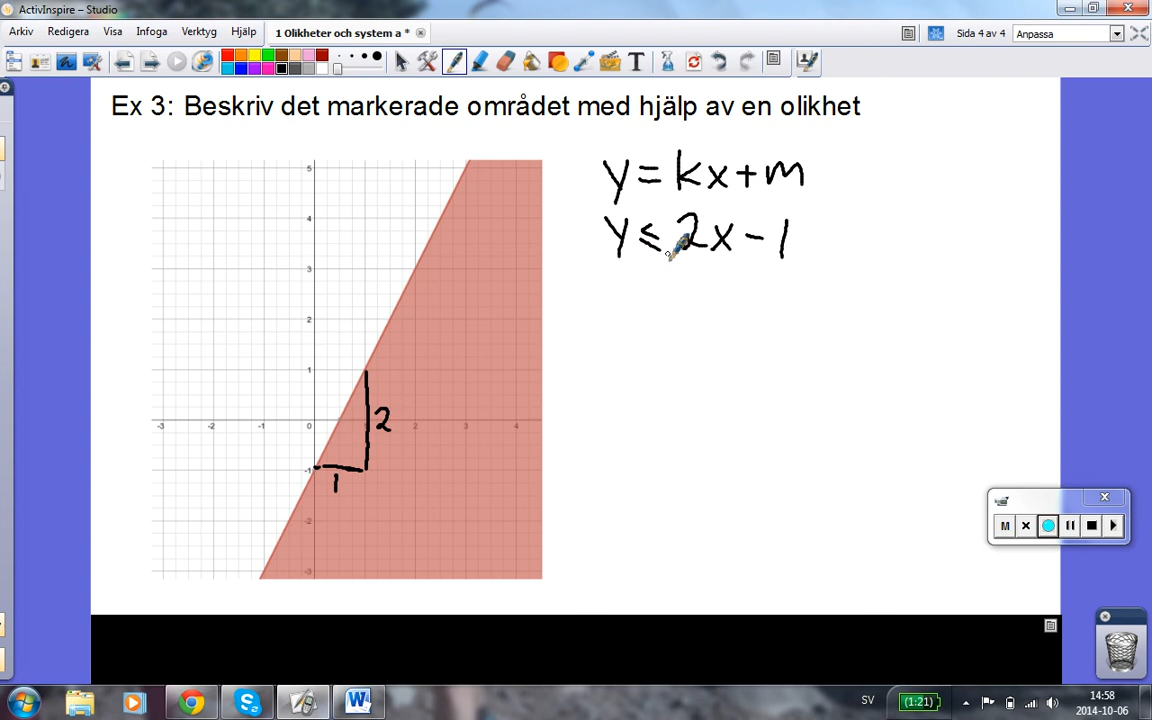 ActivInspire – Studio
Arkiv Redigera Visa Infoga Verktyg Hjälp
1 Olikheter och system a *
Sida 4 av 4
Anpassa
Ex 3: Beskriv det markerade området med hjälp av en olikhet
y = kx + m
y ≤ 2x - 1
5
4
3
2
1
-3 -2 -1 0 1 2 3 4
-1
-2
-3
2
1
M
SV
(1:21)
14:58
2014-10-06